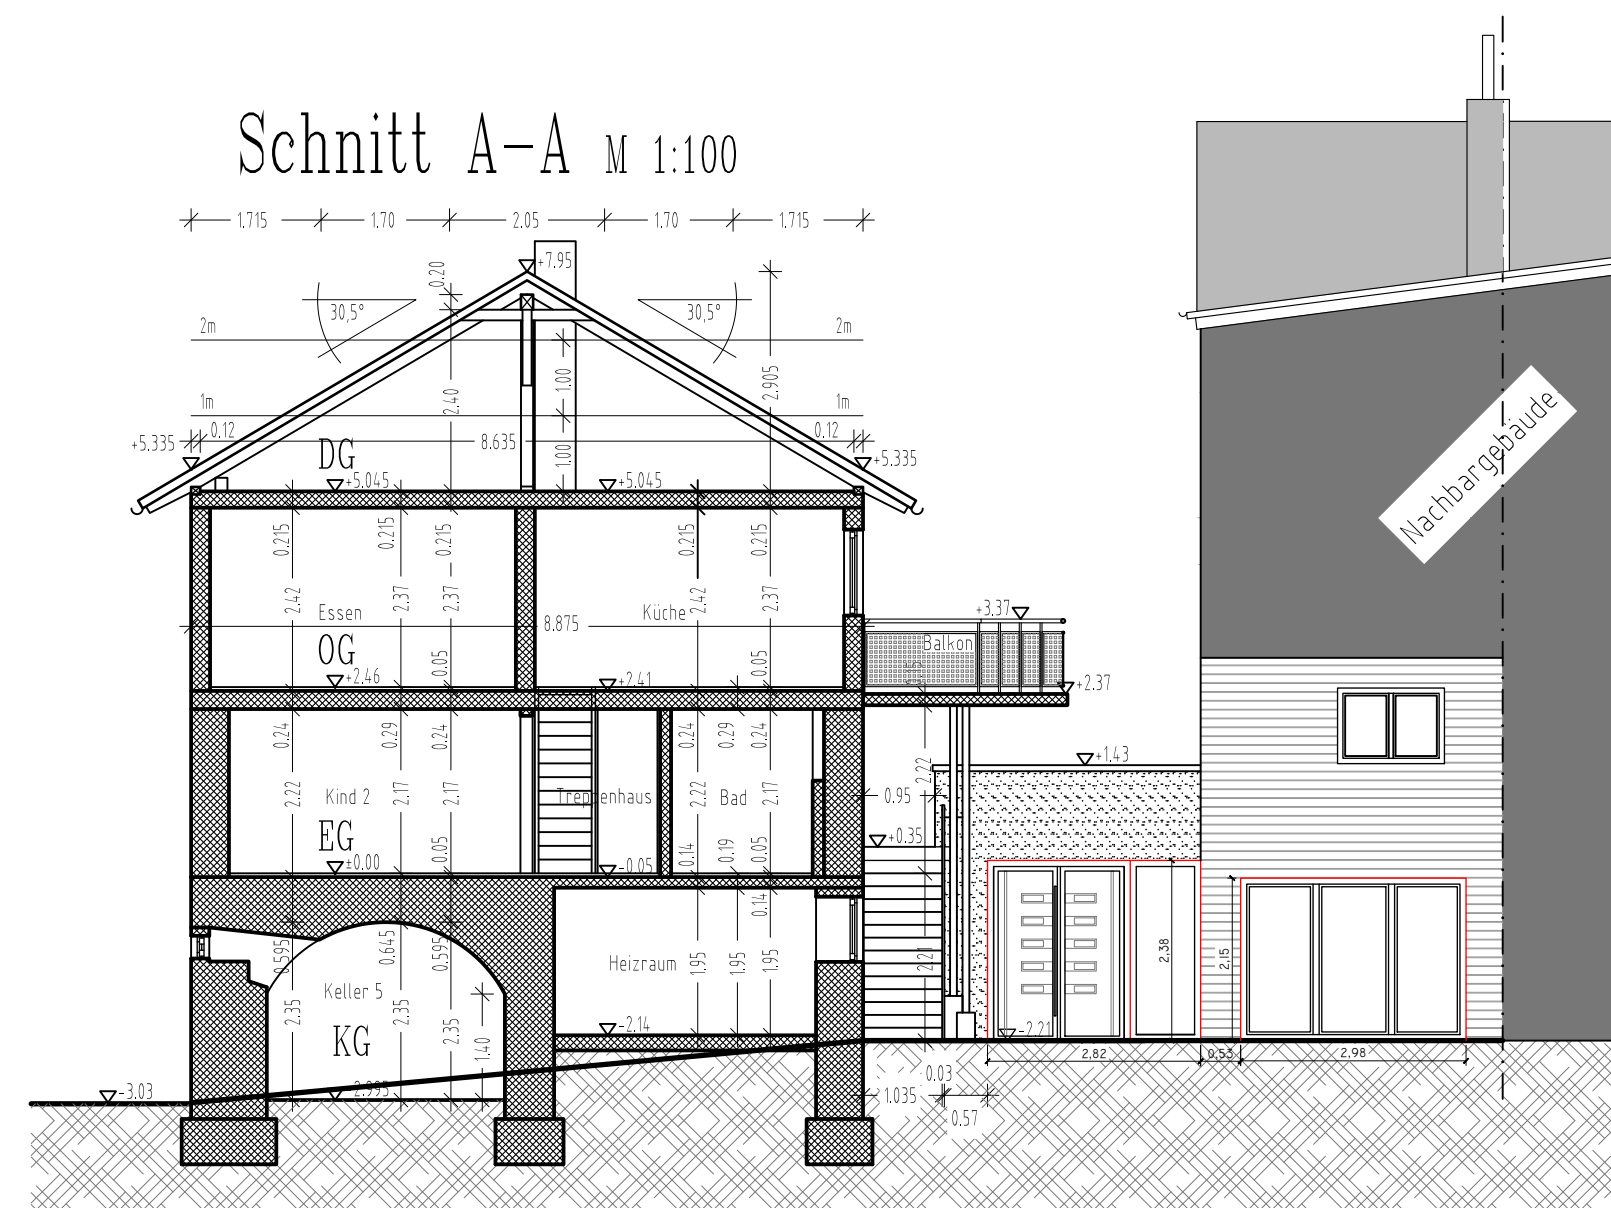 Schnitt A-A M 1:100
1.715 1.70 2.05 1.70 1.715
+7.95
0.20
30,5° 30,5°
2m 2m
2.40 1.00 2.905
1m 1m
0.12 8.635 0.12
+5.335 +5.335
DG
1.00
+5.045 +5.045
0.215 0.215 0.215 0.215 0.215
2.42 2.37 2.37 2.42 2.37
Essen Küche
8.875
OG
0.05 0.05
+2.46 +2.41
+3.37
Balkon
+2.37
0.24 0.29 0.24 0.24 0.29 0.24
2.22 2.17 2.17 2.22 2.17
Kind 2 Treppenhaus Bad
EG
0.05 0.14 0.19 0.05
±0.00 -0.05
2.22
+1.43
0.95
+0.35
0.14
0.595 0.645 0.595
Keller 5 Heizraum
2.35 2.35 2.35 1.95 1.95 1.95
KG
1.40
-2.14
2.21
-2.21
2,38 2,15
2,82 0,53 2,98
-3.03
2.995
0.03
1.035
0.57
Nachbargebäude